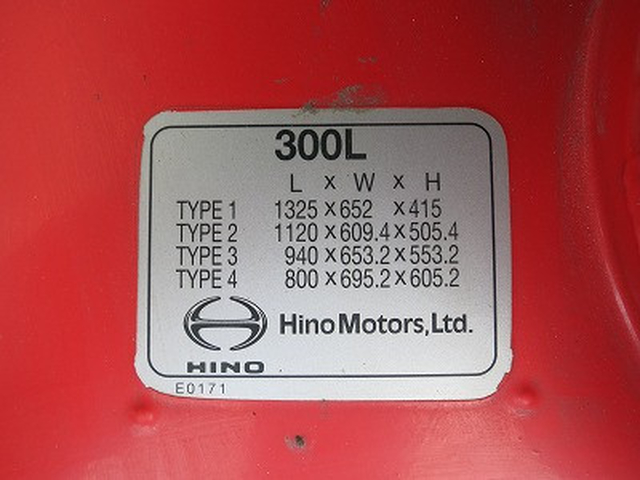 300L
L x W x H
TYPE 1 1325 x 652 x 415
TYPE 2 1120 x 609.4 x 505.4
TYPE 3 940 x 653.2 x 553.2
TYPE 4 800 x 695.2 x 605.2
Hino Motors, Ltd.
HINO
E0171